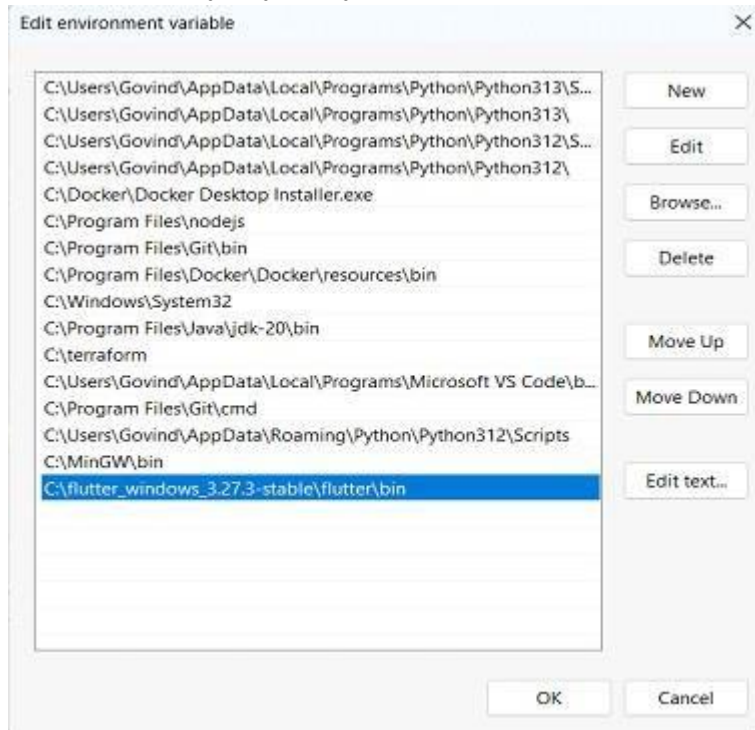 Edit environment variable
C:\Users\Govind\AppData\Local\Programs\Python\Python313\S...
C:\Users\Govind\AppData\Local\Programs\Python\Python313\
C:\Users\Govind\AppData\Local\Programs\Python\Python312\S...
C:\Users\Govind\AppData\Local\Programs\Python\Python312\
C:\Docker\Docker Desktop Installer.exe
C:\Program Files\nodejs
C:\Program Files\Git\bin
C:\Program Files\Docker\Docker\resources\bin
C:\Windows\System32
C:\Program Files\Java\jdk-20\bin
C:\terraform
C:\Users\Govind\AppData\Local\Programs\Microsoft VS Code\b...
C:\Program Files\Git\cmd
C:\Users\Govind\AppData\Roaming\Python\Python312\Scripts
C:\MinGW\bin
C:\flutter_windows_3.27.3-stable\flutter\bin
New
Edit
Browse...
Delete
Move Up
Move Down
Edit text...
OK
Cancel